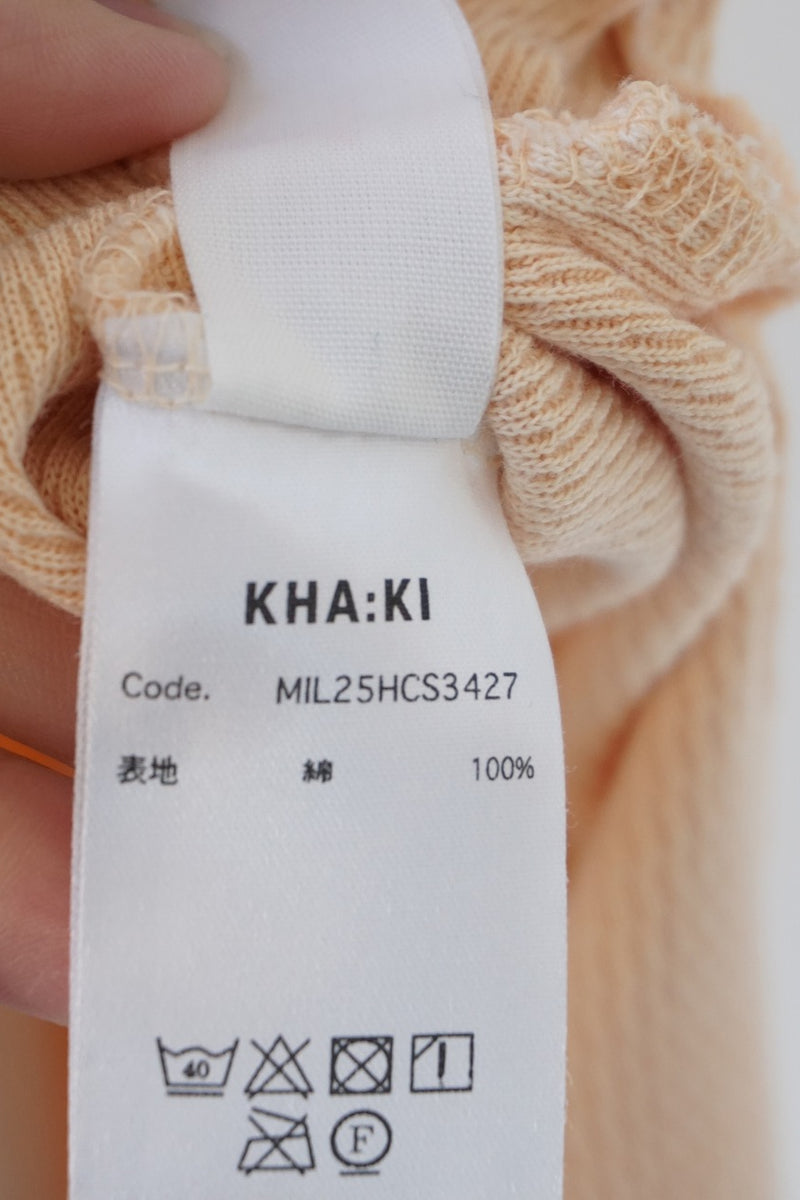 KHA:KI
Code. MIL25HCS3427
表地 綿 100%
40
F